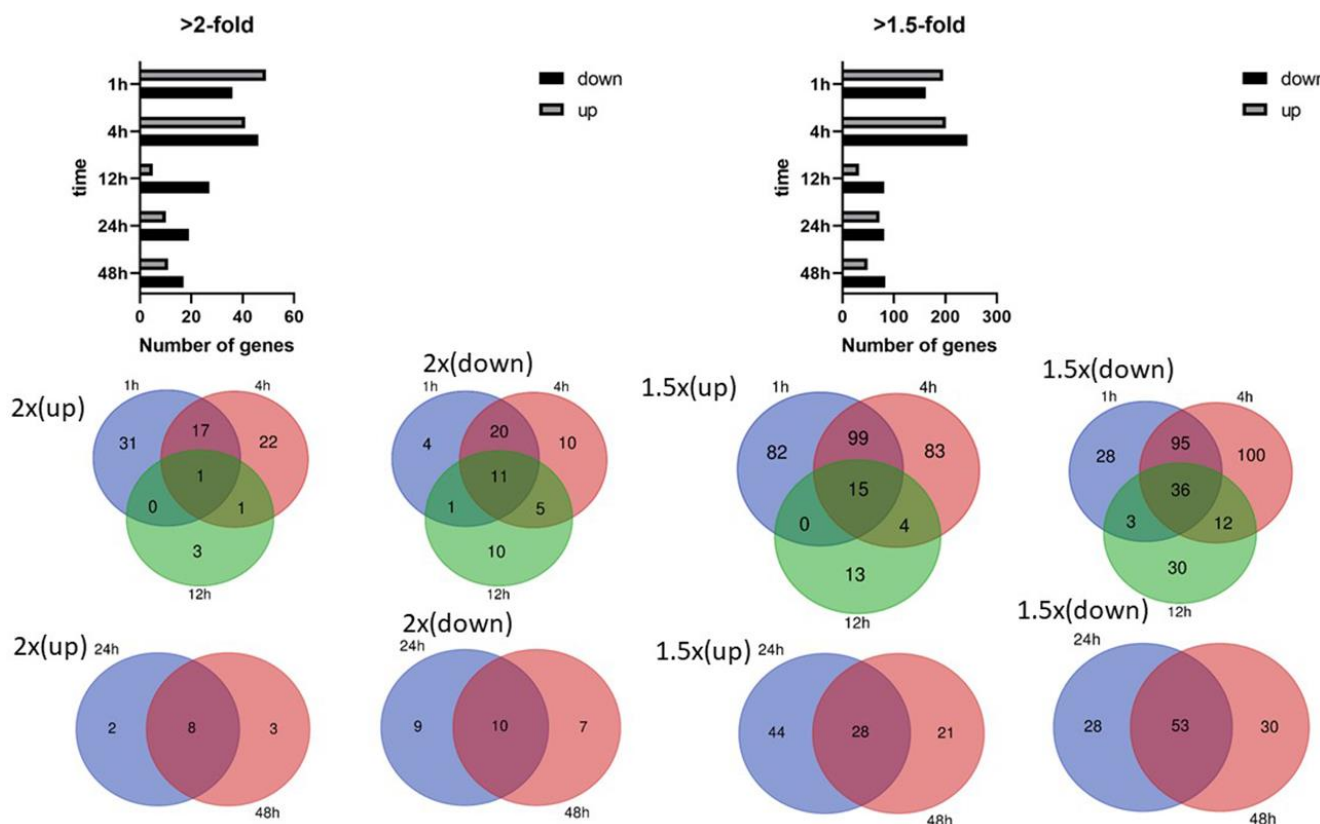 >2-fold
1h
4h
12h
24h
48h
time
0 20 40 60
Number of genes
down
up
>1.5-fold
1h
4h
12h
24h
48h
time
0 100 200 300
Number of genes
down
up
2x(up)
1h
4h
31
17
22
1
0
1
3
12h
2x(down)
1h
4h
4
20
10
11
1
5
10
12h
1.5x(up)
1h
4h
82
99
83
15
0
4
13
12h
1.5x(down)
1h
4h
28
95
100
36
3
12
30
12h
2x(up)
24h
2
8
3
48h
2x(down)
24h
9
10
7
48h
1.5x(up)
24h
44
28
21
48h
1.5x(down)
24h
28
53
30
48h